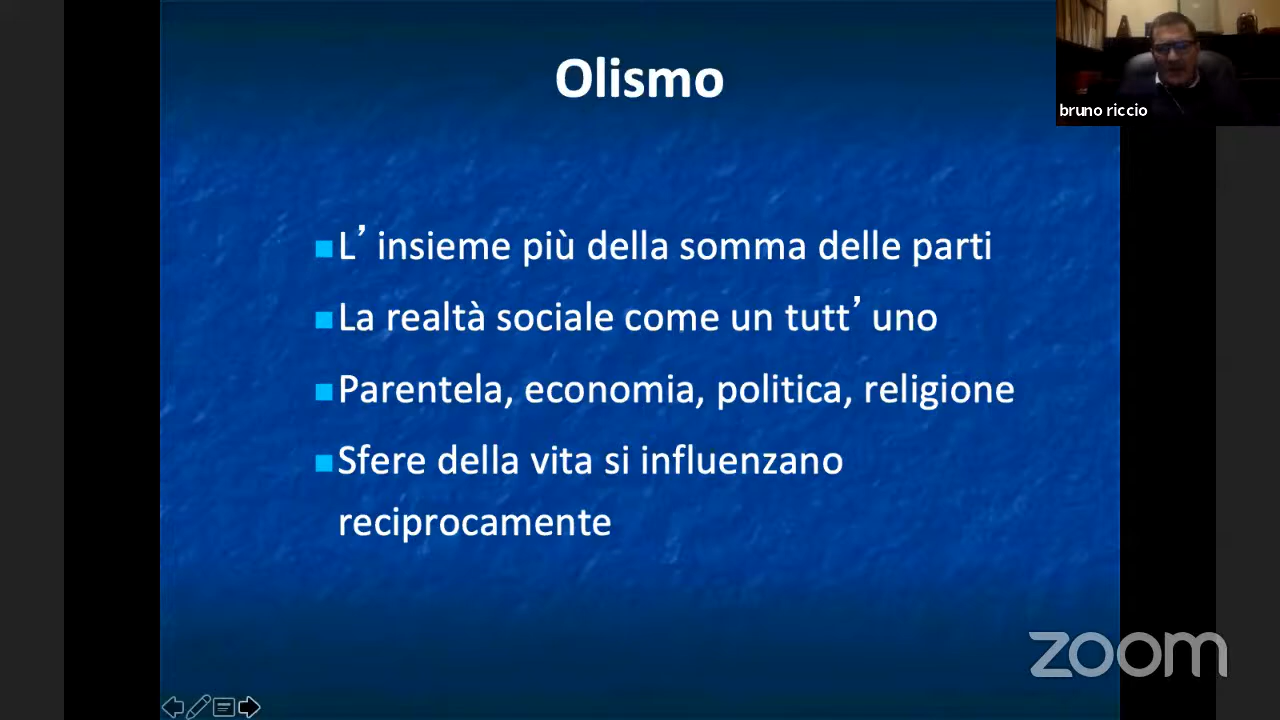 Olismo
bruno riccio
L’ insieme più della somma delle parti
La realtà sociale come un tutt’ uno
Parentela, economia, politica, religione
Sfere della vita si influenzano
reciprocamente
zoom